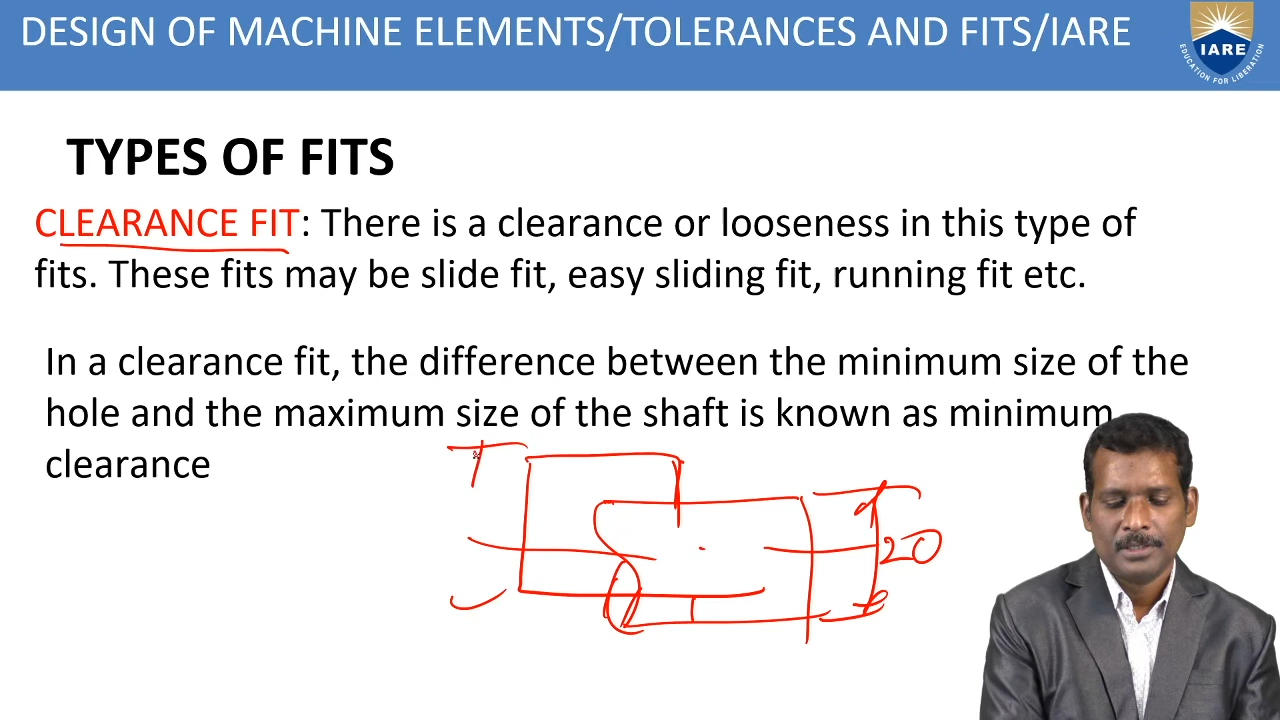 DESIGN OF MACHINE ELEMENTS/TOLERANCES AND FITS/IARE
IARE
EDUCATION FOR LIBERATION
TYPES OF FITS
CLEARANCE FIT: There is a clearance or looseness in this type of
fits. These fits may be slide fit, easy sliding fit, running fit etc.
In a clearance fit, the difference between the minimum size of the
hole and the maximum size of the shaft is known as minimum
clearance
20